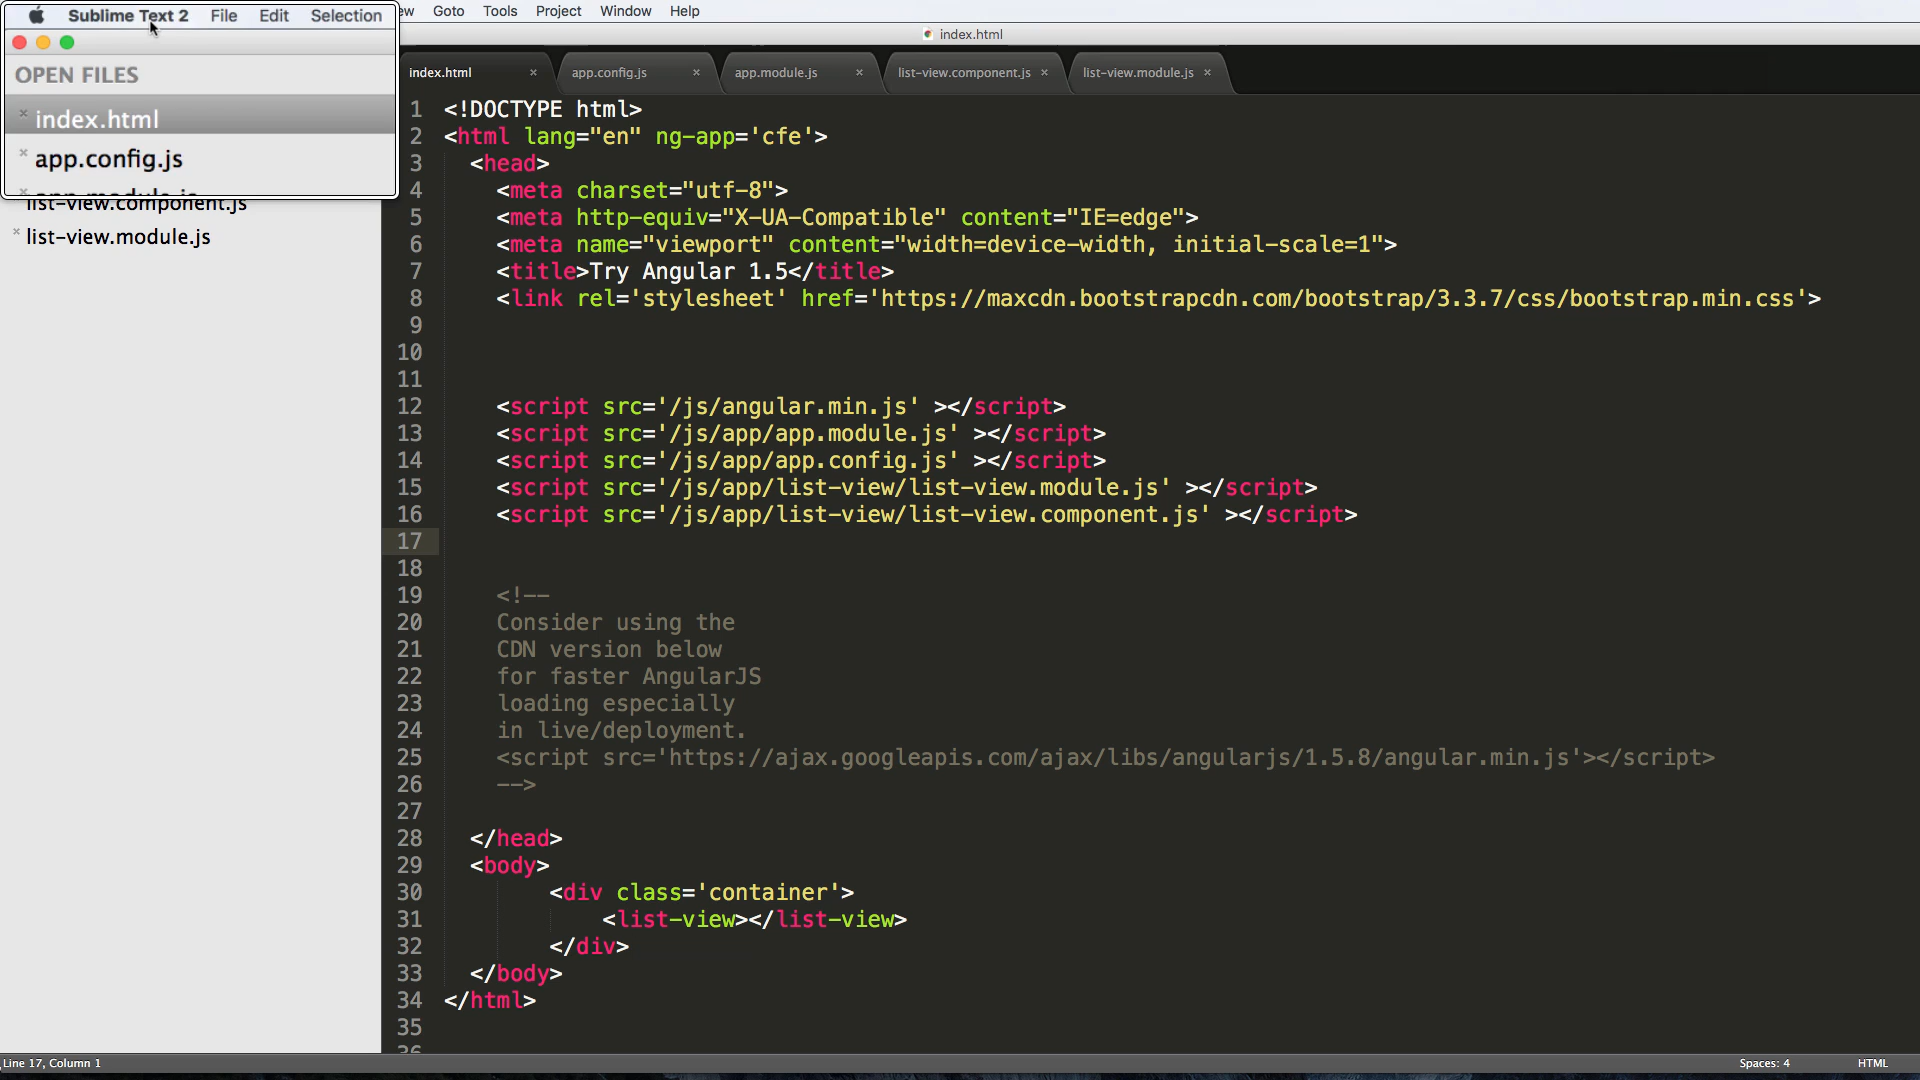 Sublime Text 2 File Edit Selection ew Goto Tools Project Window Help
index.html
OPEN FILES
index.html
app.config.js
app.module.js
list-view.component.js
list-view.module.js
index.html app.config.js app.module.js list-view.component.js list-view.module.js
1 <!DOCTYPE html>
2 <html lang="en" ng-app='cfe'>
3 <head>
4 <meta charset="utf-8">
5 <meta http-equiv="X-UA-Compatible" content="IE=edge">
6 <meta name="viewport" content="width=device-width, initial-scale=1">
7 <title>Try Angular 1.5</title>
8 <link rel='stylesheet' href='https://maxcdn.bootstrapcdn.com/bootstrap/3.3.7/css/bootstrap.min.css'>
9
10
11
12 <script src='/js/angular.min.js' ></script>
13 <script src='/js/app/app.module.js' ></script>
14 <script src='/js/app/app.config.js' ></script>
15 <script src='/js/app/list-view/list-view.module.js' ></script>
16 <script src='/js/app/list-view/list-view.component.js' ></script>
17
18
19 <!--
20 Consider using the
21 CDN version below
22 for faster AngularJS
23 loading especially
24 in live/deployment.
25 <script src='https://ajax.googleapis.com/ajax/libs/angularjs/1.5.8/angular.min.js'></script>
26 -->
27
28 </head>
29 <body>
30 <div class='container'>
31 <list-view></list-view>
32 </div>
33 </body>
34 </html>
35
36
Line 17, Column 1 Spaces: 4 HTML